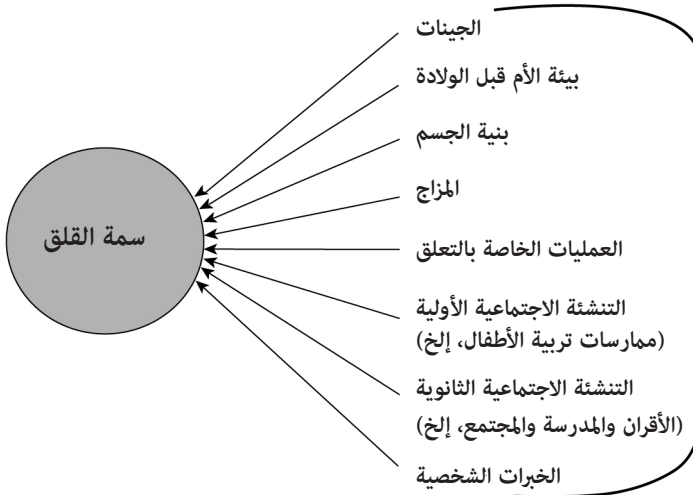 الجينات
بيئة الأم قبل الولادة
بنية الجسم
المزاج
سمة القلق
العمليات الخاصة بالتعلق
التنشئة الاجتماعية الأولية
(ممارسات تربية الأطفال، إلخ)
التنشئة الاجتماعية الثانوية
(الأقران والمدرسة والمجتمع، إلخ)
الخبرات الشخصية